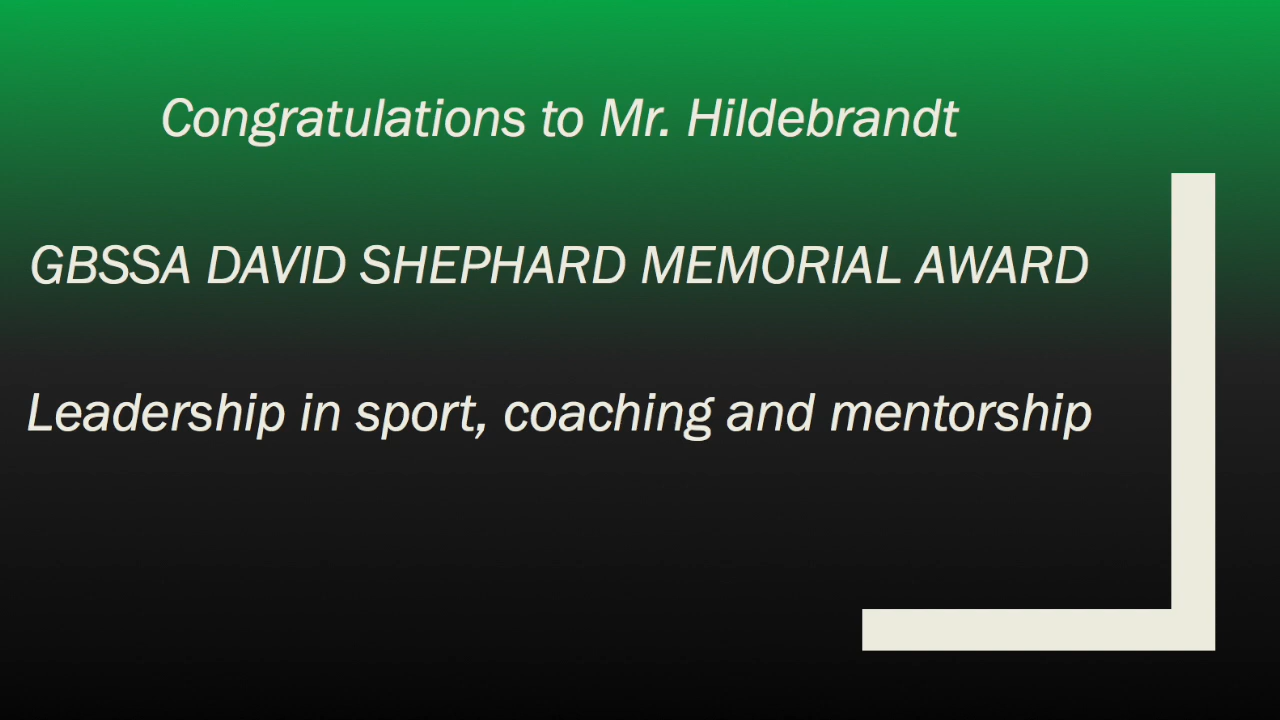 Congratulations to Mr. Hildebrandt
GBSSA DAVID SHEPHARD MEMORIAL AWARD
Leadership in sport, coaching and mentorship